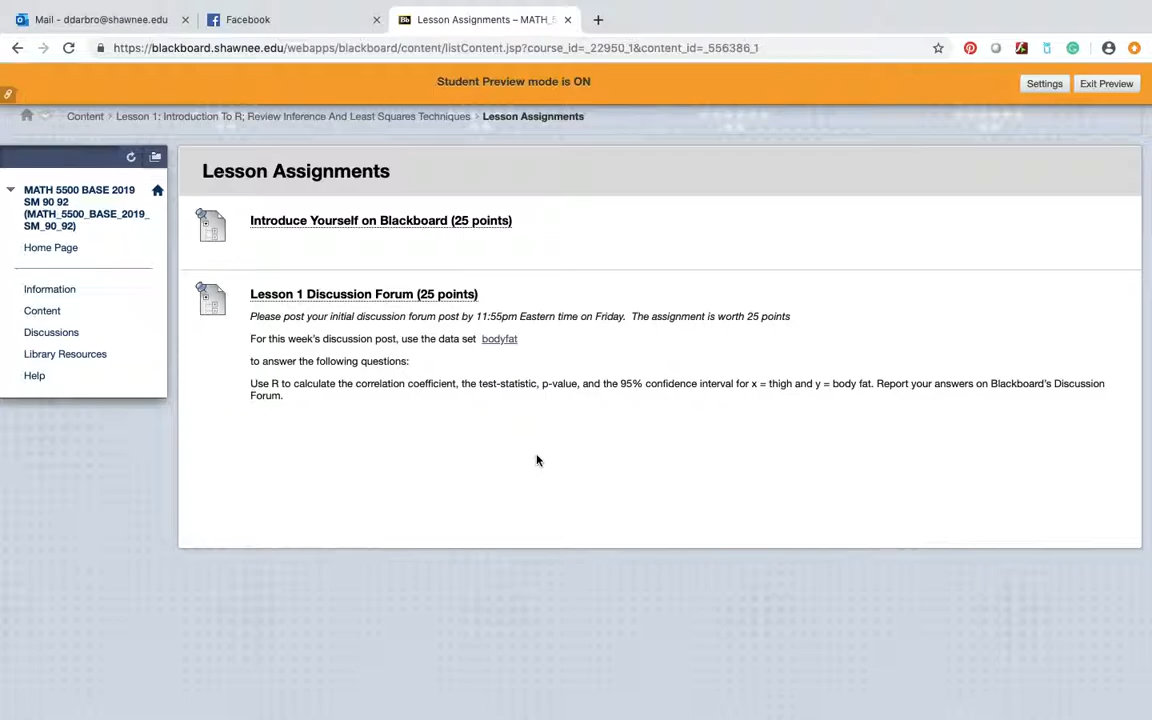 Mail - ddarbro@shawnee.edu
Facebook
Lesson Assignments – MATH_5
https://blackboard.shawnee.edu/webapps/blackboard/content/listContent.jsp?course_id=_22950_1&content_id=_556386_1
Student Preview mode is ON
Settings
Exit Preview
Content › Lesson 1: Introduction To R; Review Inference And Least Squares Techniques › Lesson Assignments
MATH 5500 BASE 2019
SM 90 92
(MATH_5500_BASE_2019_
SM_90_92)
Home Page
Information
Content
Discussions
Library Resources
Help
Lesson Assignments
Introduce Yourself on Blackboard (25 points)
Lesson 1 Discussion Forum (25 points)
Please post your initial discussion forum post by 11:55pm Eastern time on Friday.  The assignment is worth 25 points
For this week's discussion post, use the data set  bodyfat
to answer the following questions:
Use R to calculate the correlation coefficient, the test-statistic, p-value, and the 95% confidence interval for x = thigh and y = body fat. Report your answers on Blackboard's Discussion
Forum.